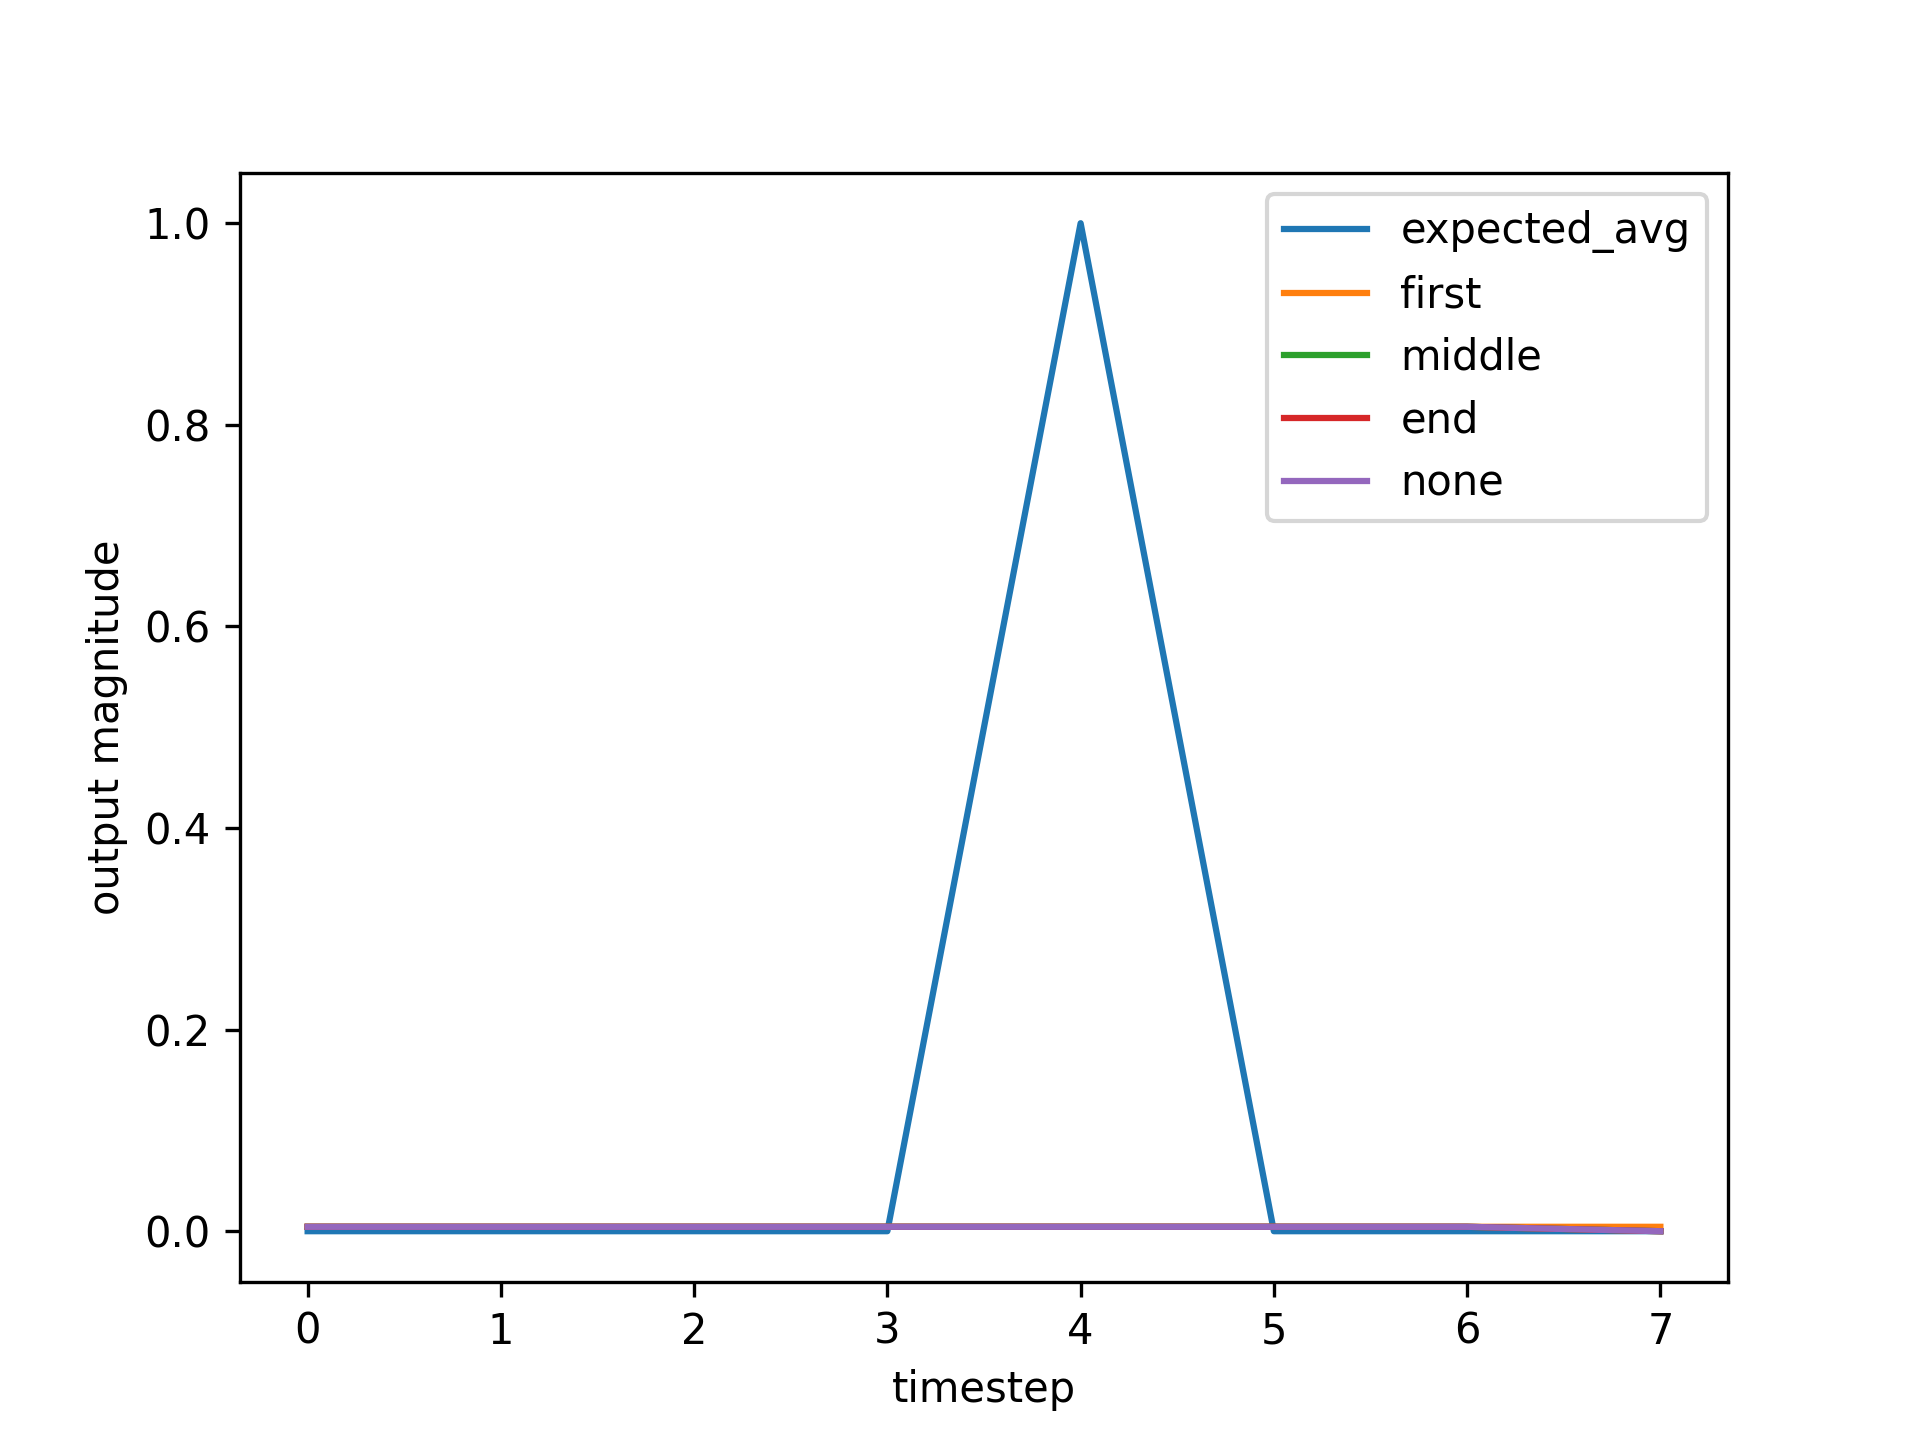 1.0
0.8
0.6
0.4
0.2
0.0
output magnitude
0 1 2 3 4 5 6 7
timestep
expected_avg
first
middle
end
none